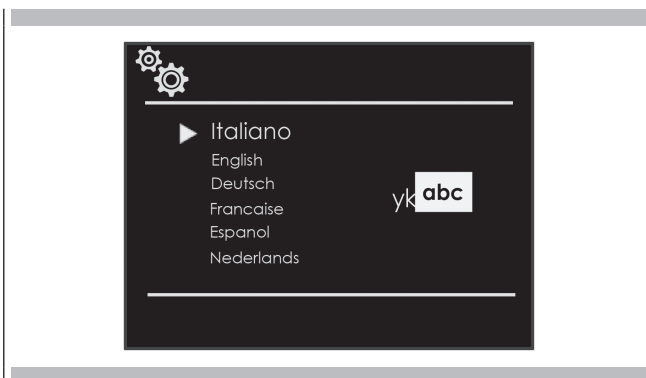 Italiano
English
Deutsch
Francaise
Espanol
Nederlands
yk abc